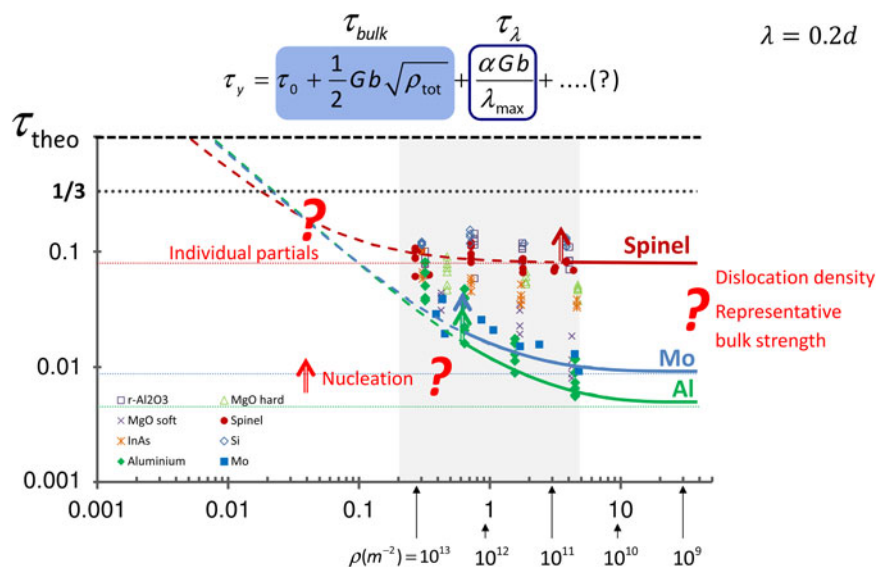 τ_bulk τ_λ λ = 0.2d
τ_y = τ_0 + 1/2 Gb √ρ_tot + αGb/λ_max + ....(?)
τ_theo
1/3
?
0.1
Individual partials
Spinel
Dislocation density
? Representative
bulk strength
Mo
0.01
Nucleation ?
Al
r-Al2O3 MgO hard
MgO soft Spinel
InAs Si
Aluminium Mo
0.001
0.001 0.01 0.1 1 10
ρ(m⁻²) = 10¹³ 10¹² 10¹¹ 10¹⁰ 10⁹